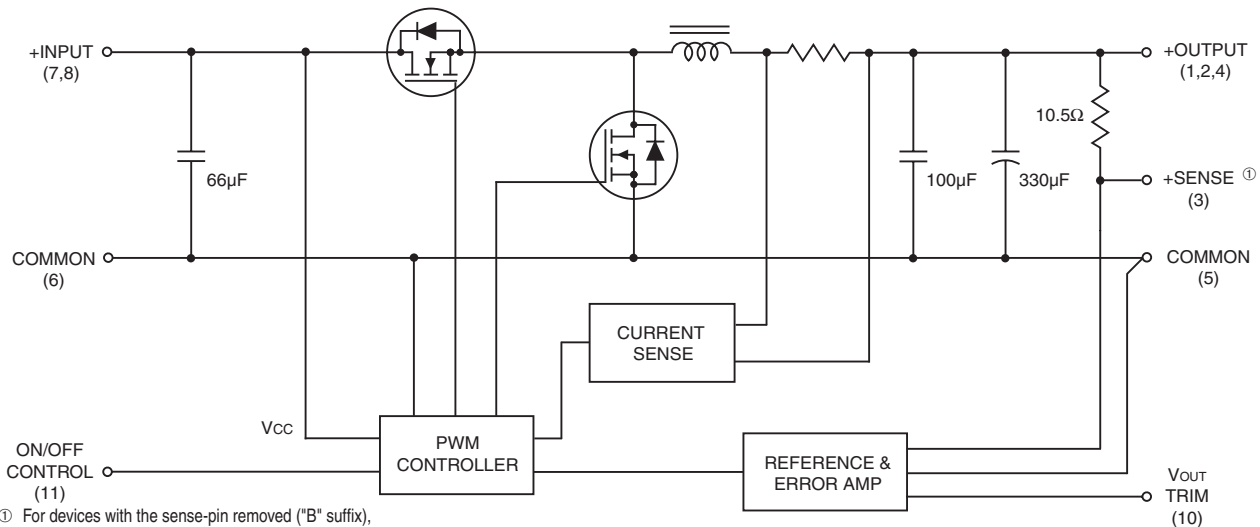 +INPUT
(7,8)
+OUTPUT
(1,2,4)
10.5Ω
66µF
100µF
330µF
+SENSE ①
(3)
COMMON
(6)
COMMON
(5)
CURRENT
SENSE
VCC
PWM
CONTROLLER
ON/OFF
CONTROL
(11)
REFERENCE &
ERROR AMP
VOUT
TRIM
(10)
① For devices with the sense-pin removed ("B" suffix),